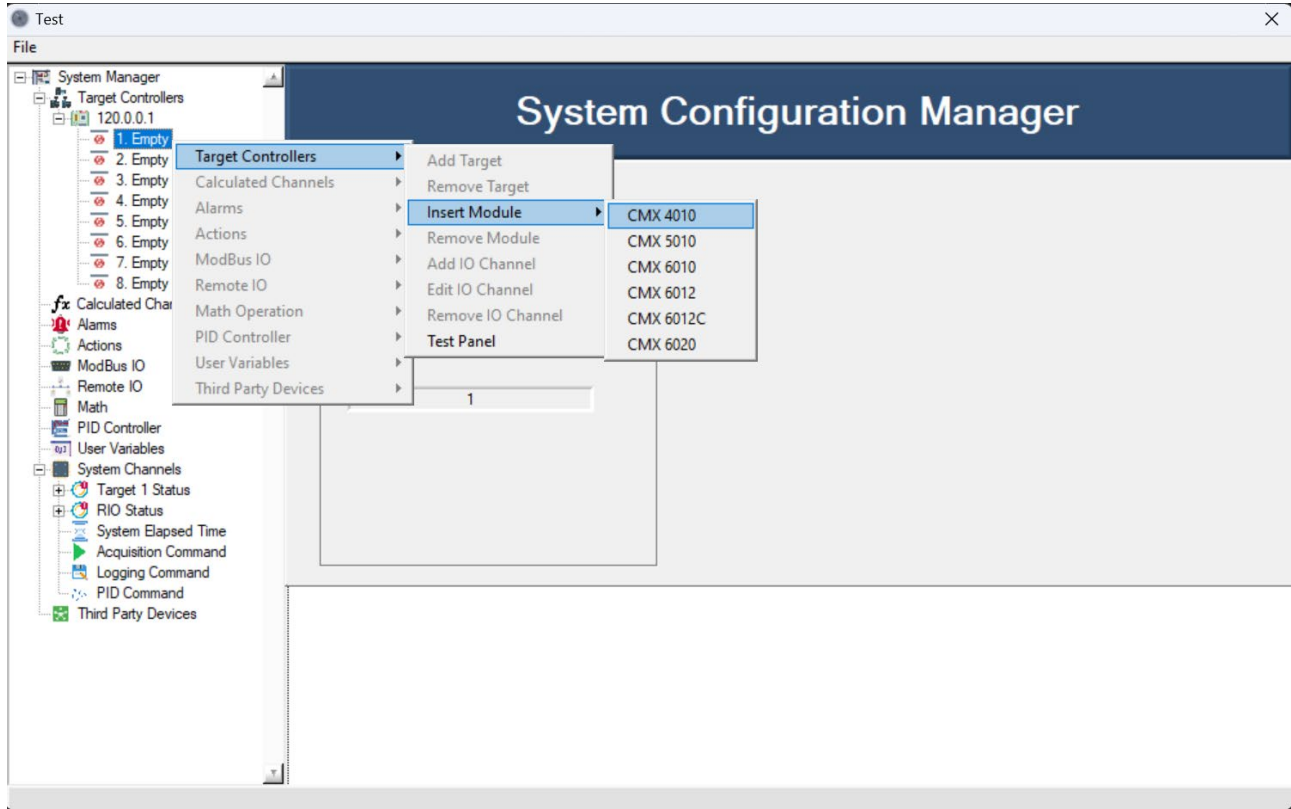 Test
File
System Configuration Manager
System Manager
Target Controllers
120.0.0.1
1. Empty
2. Empty
3. Empty
4. Empty
5. Empty
6. Empty
7. Empty
8. Empty
fx Calculated Char
Alarms
Actions
ModBus IO
Remote IO
Math
PID Controller
User Variables
System Channels
Target 1 Status
RIO Status
System Elapsed Time
Acquisition Command
Logging Command
PID Command
Third Party Devices
Target Controllers
Calculated Channels
Alarms
Actions
ModBus IO
Remote IO
Math Operation
PID Controller
User Variables
Third Party Devices
Add Target
Remove Target
Insert Module
Remove Module
Add IO Channel
Edit IO Channel
Remove IO Channel
Test Panel
CMX 4010
CMX 5010
CMX 6010
CMX 6012
CMX 6012C
CMX 6020
1